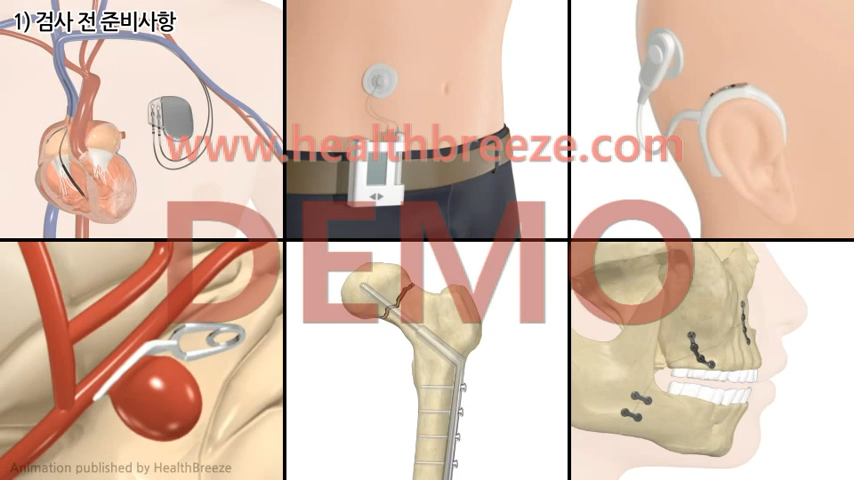 1) 검사 전 준비사항
www.healthbreeze.com
DEMO
Animation published by HealthBreeze